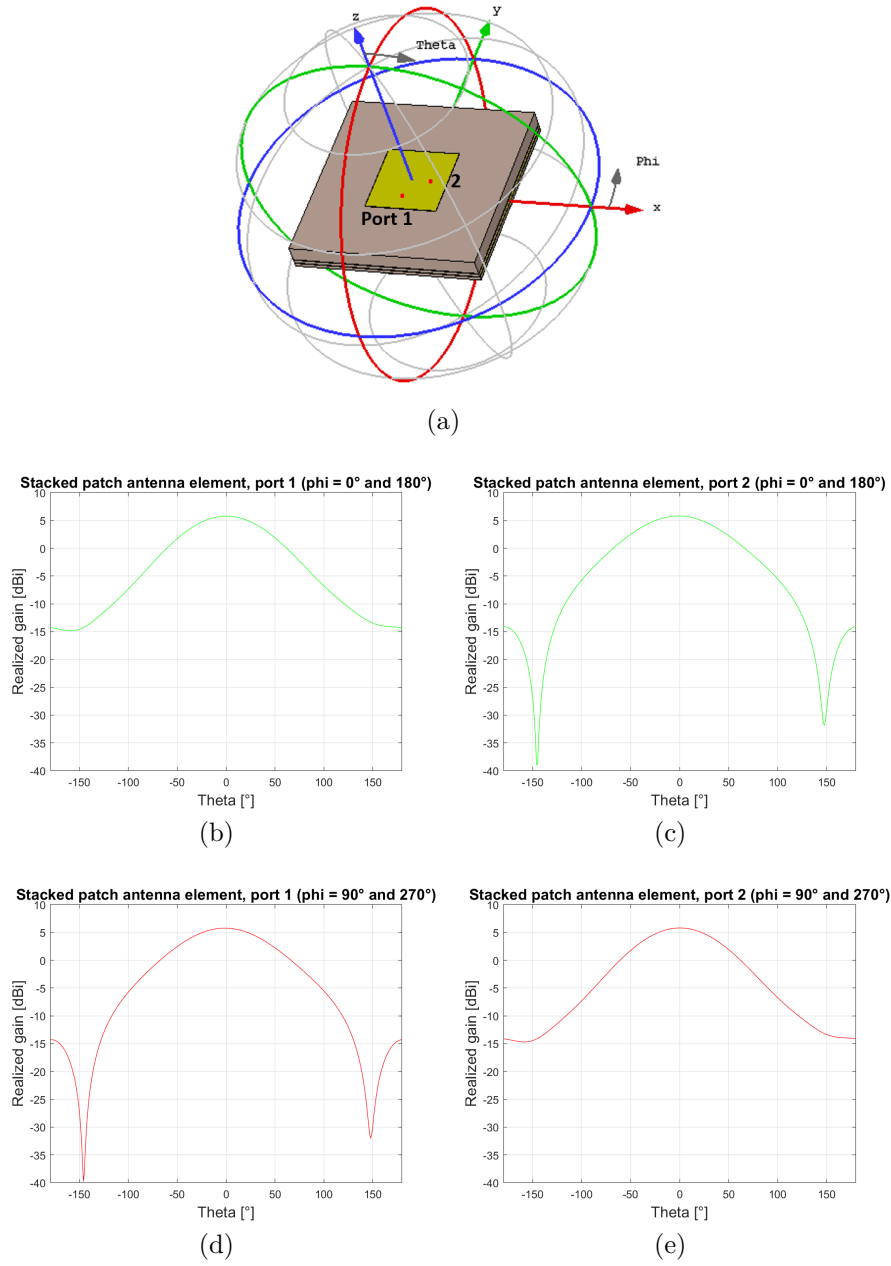 z
y
Theta
Phi
2
x
Port 1
(a)
Stacked patch antenna element, port 1 (phi = 0° and 180°)
10
5
0
-5
-10
-15
-20
-25
-30
-35
-40
Realized gain [dBi]
-150 -100 -50 0 50 100 150
Theta [°]
(b)
Stacked patch antenna element, port 2 (phi = 0° and 180°)
10
5
0
-5
-10
-15
-20
-25
-30
-35
-40
Realized gain [dBi]
-150 -100 -50 0 50 100 150
Theta [°]
(c)
Stacked patch antenna element, port 1 (phi = 90° and 270°)
10
5
0
-5
-10
-15
-20
-25
-30
-35
-40
Realized gain [dBi]
-150 -100 -50 0 50 100 150
Theta [°]
(d)
Stacked patch antenna element, port 2 (phi = 90° and 270°)
10
5
0
-5
-10
-15
-20
-25
-30
-35
-40
Realized gain [dBi]
-150 -100 -50 0 50 100 150
Theta [°]
(e)